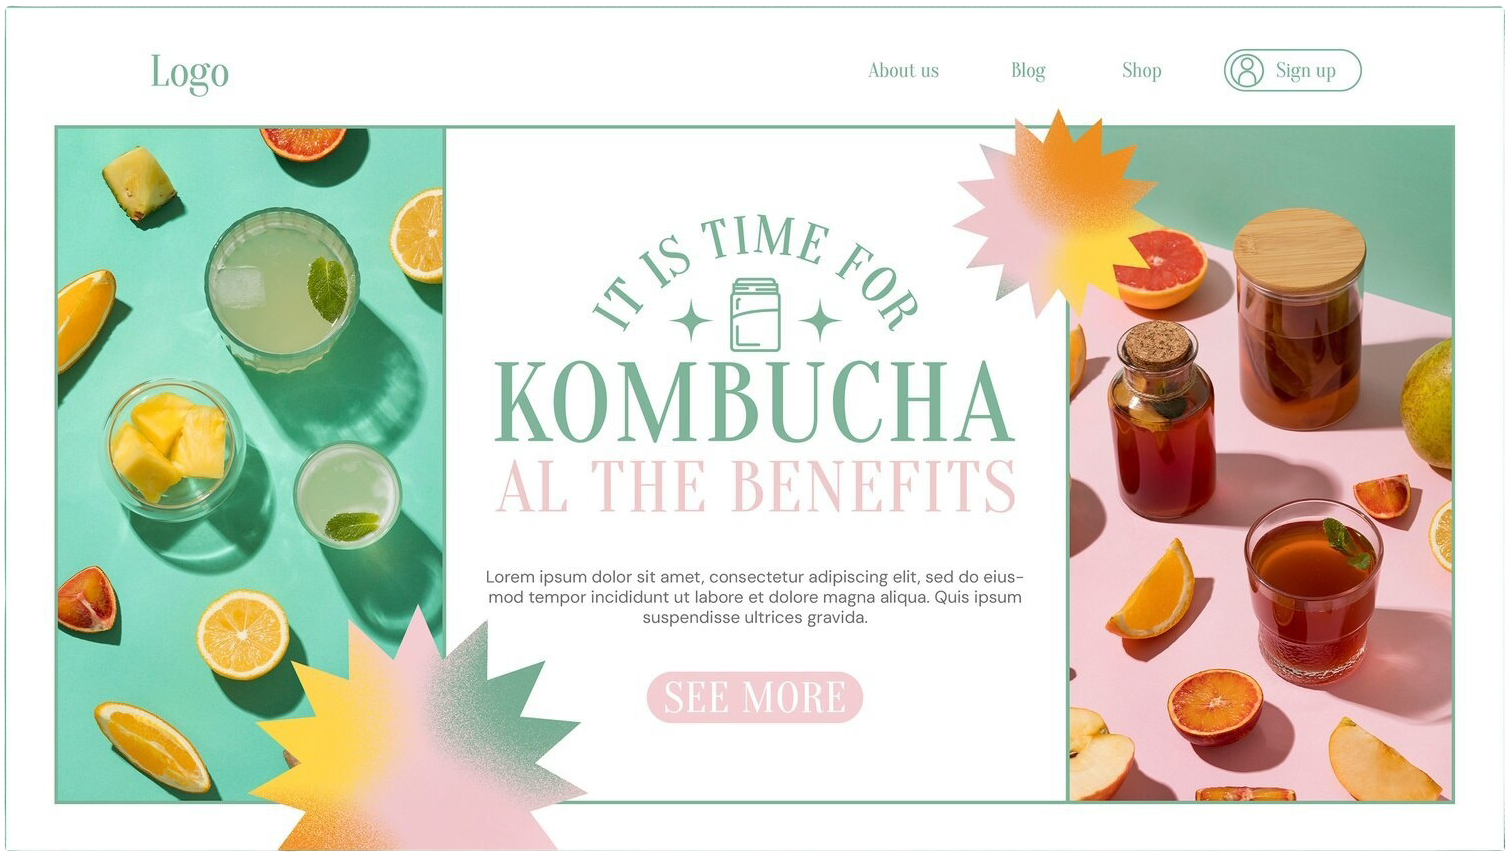 Logo
About us
Blog
Shop
Sign up
IT IS TIME FOR
KOMBUCHA
AL THE BENEFITS
Lorem ipsum dolor sit amet, consectetur adipiscing elit, sed do eius-
mod tempor incididunt ut labore et dolore magna aliqua. Quis ipsum
suspendisse ultrices gravida.
SEE MORE